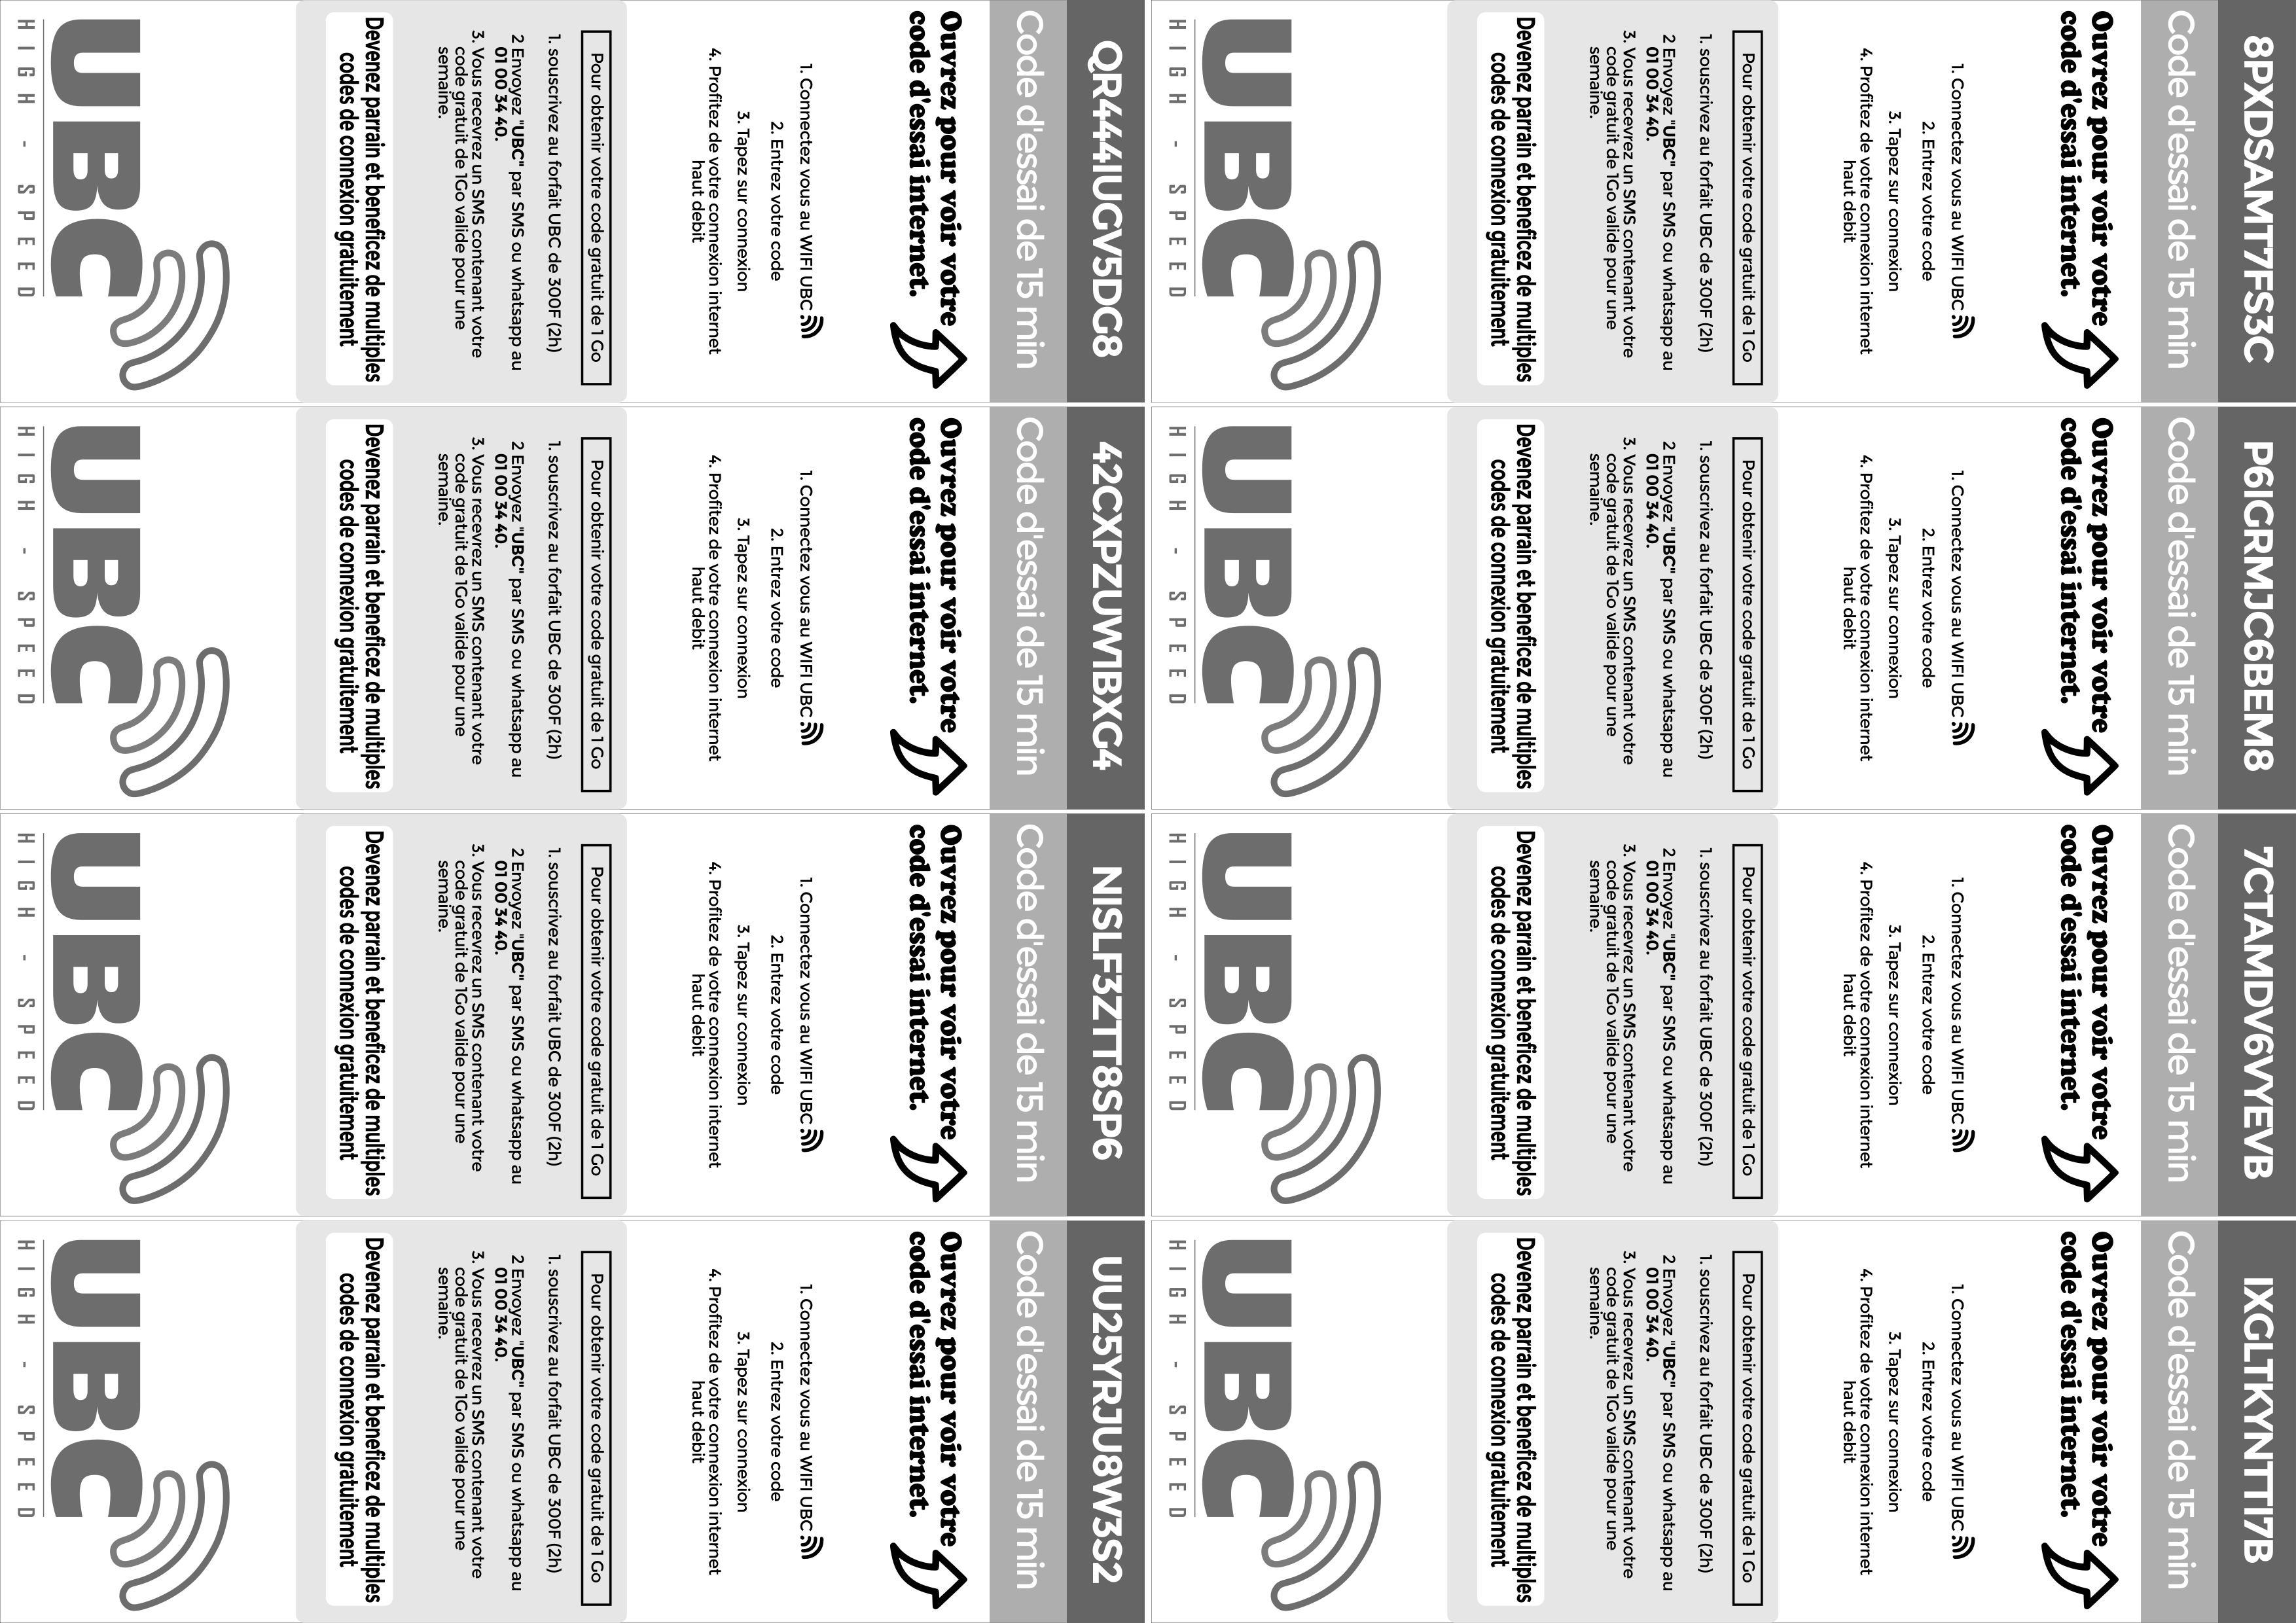 8PXDSAMT7FS3C
Code d'essai de 15 min
Ouvrez pour voir votre
code d'essai internet.
1. Connectez vous au WIFI UBC
2. Entrez votre code
3. Tapez sur connexion
4. Profitez de votre connexion internet
haut debit
Pour obtenir votre code gratuit de 1 Go
1. souscrivez au forfait UBC de 300F (2h)
2 Envoyez "UBC" par SMS ou whatsapp au
01 00 34 40.
3. Vous recevrez un SMS contenant votre
code gratuit de 1Go valide pour une
semaine.
Devenez parrain et beneficez de multiples
codes de connexion gratuitement
UBC
HIGH - SPEED
P6IGRMJC6BEM8
Code d'essai de 15 min
Ouvrez pour voir votre
code d'essai internet.
1. Connectez vous au WIFI UBC
2. Entrez votre code
3. Tapez sur connexion
4. Profitez de votre connexion internet
haut debit
Pour obtenir votre code gratuit de 1 Go
1. souscrivez au forfait UBC de 300F (2h)
2 Envoyez "UBC" par SMS ou whatsapp au
01 00 34 40.
3. Vous recevrez un SMS contenant votre
code gratuit de 1Go valide pour une
semaine.
Devenez parrain et beneficez de multiples
codes de connexion gratuitement
UBC
HIGH - SPEED
7CTAMDV6VYEVB
Code d'essai de 15 min
Ouvrez pour voir votre
code d'essai internet.
1. Connectez vous au WIFI UBC
2. Entrez votre code
3. Tapez sur connexion
4. Profitez de votre connexion internet
haut debit
Pour obtenir votre code gratuit de 1 Go
1. souscrivez au forfait UBC de 300F (2h)
2 Envoyez "UBC" par SMS ou whatsapp au
01 00 34 40.
3. Vous recevrez un SMS contenant votre
code gratuit de 1Go valide pour une
semaine.
Devenez parrain et beneficez de multiples
codes de connexion gratuitement
UBC
HIGH - SPEED
IXGLTKYNTTI7B
Code d'essai de 15 min
Ouvrez pour voir votre
code d'essai internet.
1. Connectez vous au WIFI UBC
2. Entrez votre code
3. Tapez sur connexion
4. Profitez de votre connexion internet
haut debit
Pour obtenir votre code gratuit de 1 Go
1. souscrivez au forfait UBC de 300F (2h)
2 Envoyez "UBC" par SMS ou whatsapp au
01 00 34 40.
3. Vous recevrez un SMS contenant votre
code gratuit de 1Go valide pour une
semaine.
Devenez parrain et beneficez de multiples
codes de connexion gratuitement
UBC
HIGH - SPEED
QR444IUGV5DG8
Code d'essai de 15 min
Ouvrez pour voir votre
code d'essai internet.
1. Connectez vous au WIFI UBC
2. Entrez votre code
3. Tapez sur connexion
4. Profitez de votre connexion internet
haut debit
Pour obtenir votre code gratuit de 1 Go
1. souscrivez au forfait UBC de 300F (2h)
2 Envoyez "UBC" par SMS ou whatsapp au
01 00 34 40.
3. Vous recevrez un SMS contenant votre
code gratuit de 1Go valide pour une
semaine.
Devenez parrain et beneficez de multiples
codes de connexion gratuitement
UBC
HIGH - SPEED
42CXPZUW1BXG4
Code d'essai de 15 min
Ouvrez pour voir votre
code d'essai internet.
1. Connectez vous au WIFI UBC
2. Entrez votre code
3. Tapez sur connexion
4. Profitez de votre connexion internet
haut debit
Pour obtenir votre code gratuit de 1 Go
1. souscrivez au forfait UBC de 300F (2h)
2 Envoyez "UBC" par SMS ou whatsapp au
01 00 34 40.
3. Vous recevrez un SMS contenant votre
code gratuit de 1Go valide pour une
semaine.
Devenez parrain et beneficez de multiples
codes de connexion gratuitement
UBC
HIGH - SPEED
NISLF3ZTT8SP6
Code d'essai de 15 min
Ouvrez pour voir votre
code d'essai internet.
1. Connectez vous au WIFI UBC
2. Entrez votre code
3. Tapez sur connexion
4. Profitez de votre connexion internet
haut debit
Pour obtenir votre code gratuit de 1 Go
1. souscrivez au forfait UBC de 300F (2h)
2 Envoyez "UBC" par SMS ou whatsapp au
01 00 34 40.
3. Vous recevrez un SMS contenant votre
code gratuit de 1Go valide pour une
semaine.
Devenez parrain et beneficez de multiples
codes de connexion gratuitement
UBC
HIGH - SPEED
UU25YRJU8W3S2
Code d'essai de 15 min
Ouvrez pour voir votre
code d'essai internet.
1. Connectez vous au WIFI UBC
2. Entrez votre code
3. Tapez sur connexion
4. Profitez de votre connexion internet
haut debit
Pour obtenir votre code gratuit de 1 Go
1. souscrivez au forfait UBC de 300F (2h)
2 Envoyez "UBC" par SMS ou whatsapp au
01 00 34 40.
3. Vous recevrez un SMS contenant votre
code gratuit de 1Go valide pour une
semaine.
Devenez parrain et beneficez de multiples
codes de connexion gratuitement
UBC
HIGH - SPEED